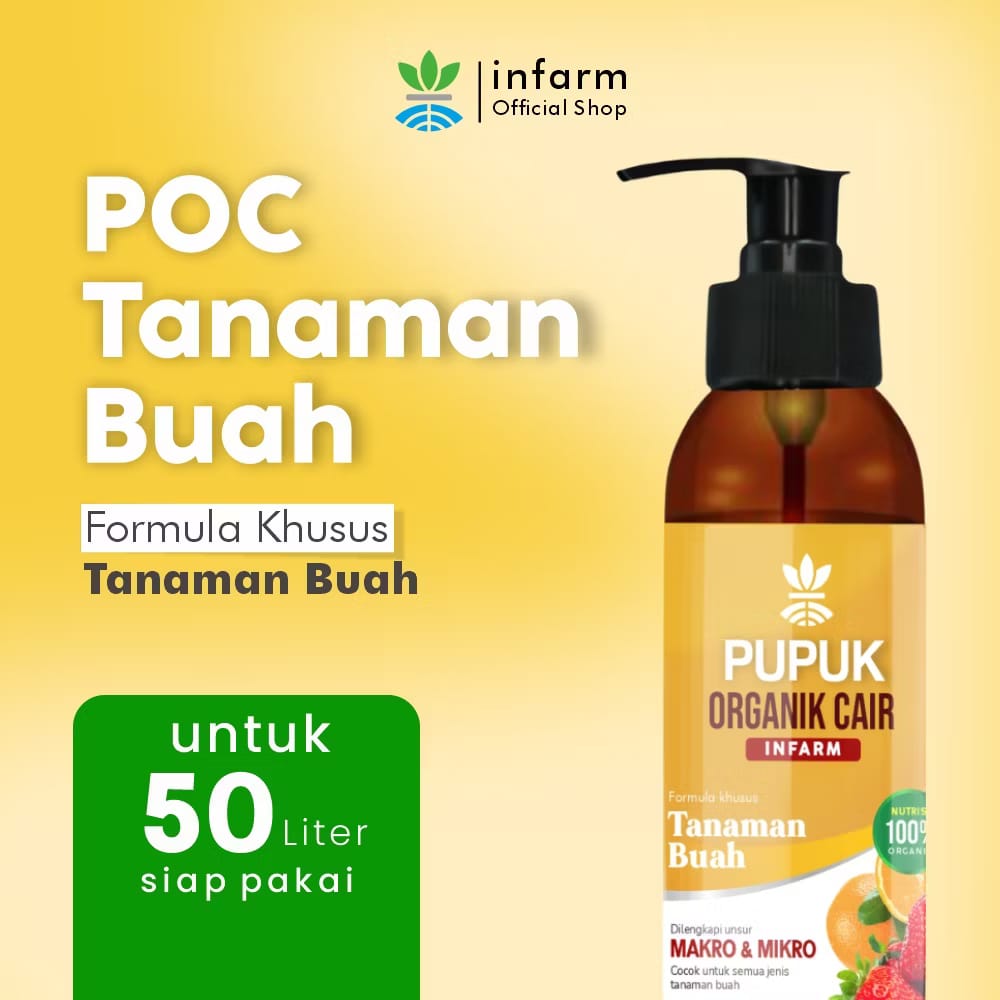 infarm
Official Shop
POC
Tanaman
Buah
Formula Khusus
Tanaman Buah
untuk
50 Liter
siap pakai
PUPUK
ORGANIK CAIR
INFARM
Formula khusus
Tanaman
Buah
100%
Dilengkapi unsur
MAKRO & MIKRO
Cocok untuk semua jenis
tanaman buah